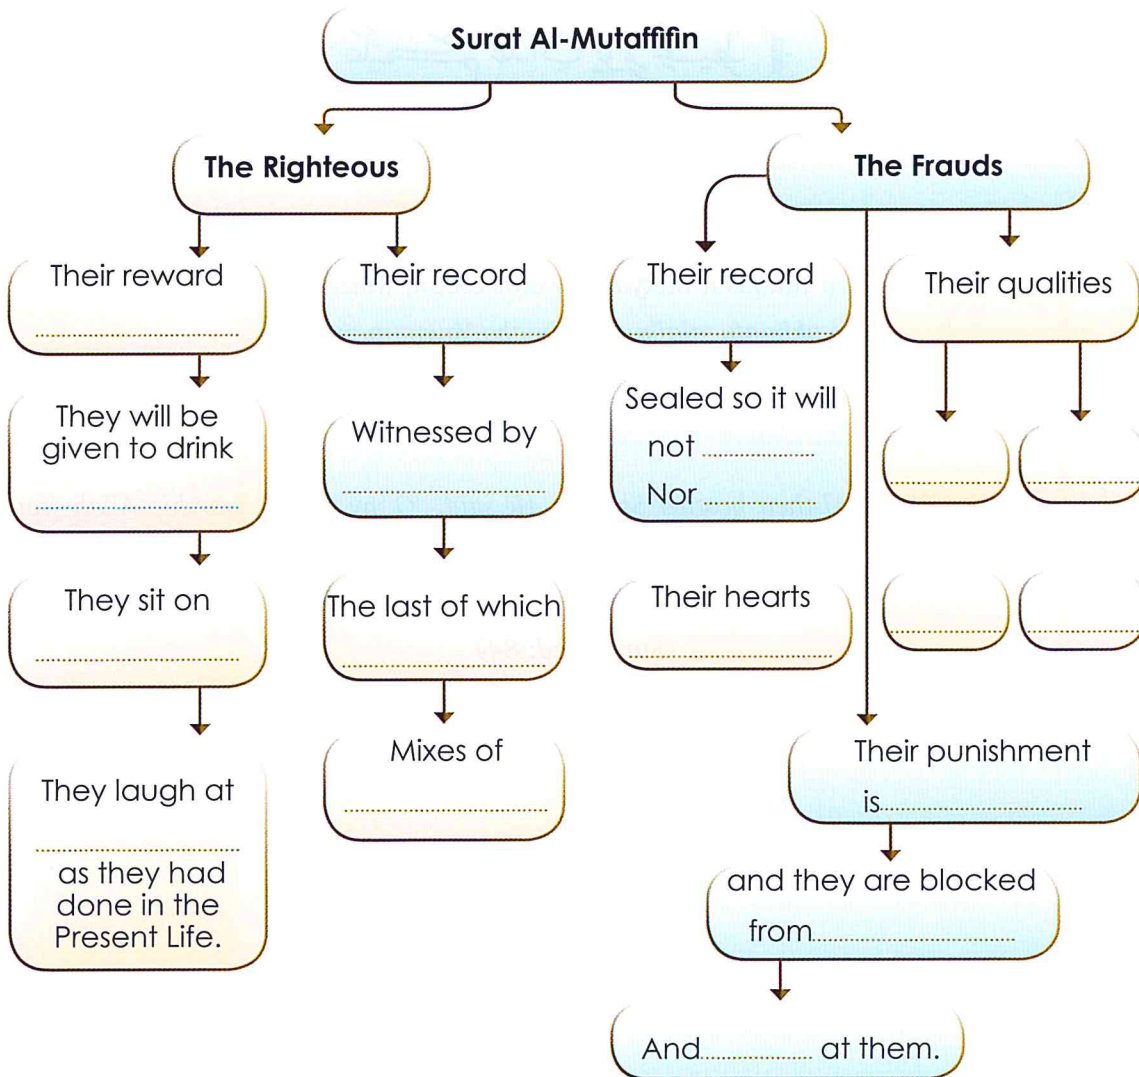 Surat Al-Mutaffifin
The Righteous
The Frauds
Their reward
........................................
They will be
given to drink
........................................
They sit on
........................................
They laugh at
........................................
as they had
done in the
Present Life.
Their record
........................................
Witnessed by
........................................
The last of which
........................................
Mixes of
........................................
Their record
........................................
Sealed so it will
not ......................
Nor .....................
Their hearts
........................................
Their qualities
......................
......................
......................
......................
Their punishment
is........................................
and they are blocked
from........................................
And...................... at them.